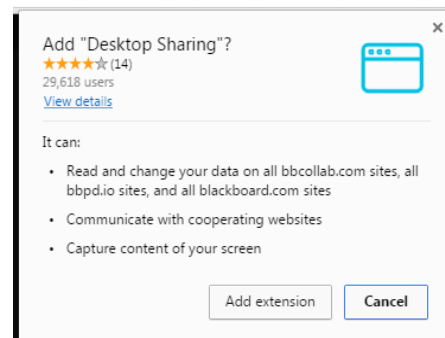 Add "Desktop Sharing"?
(14)
29,618 users
View details
It can:
• Read and change your data on all bbcollab.com sites, all
bbpd.io sites, and all blackboard.com sites
• Communicate with cooperating websites
• Capture content of your screen
Add extension Cancel